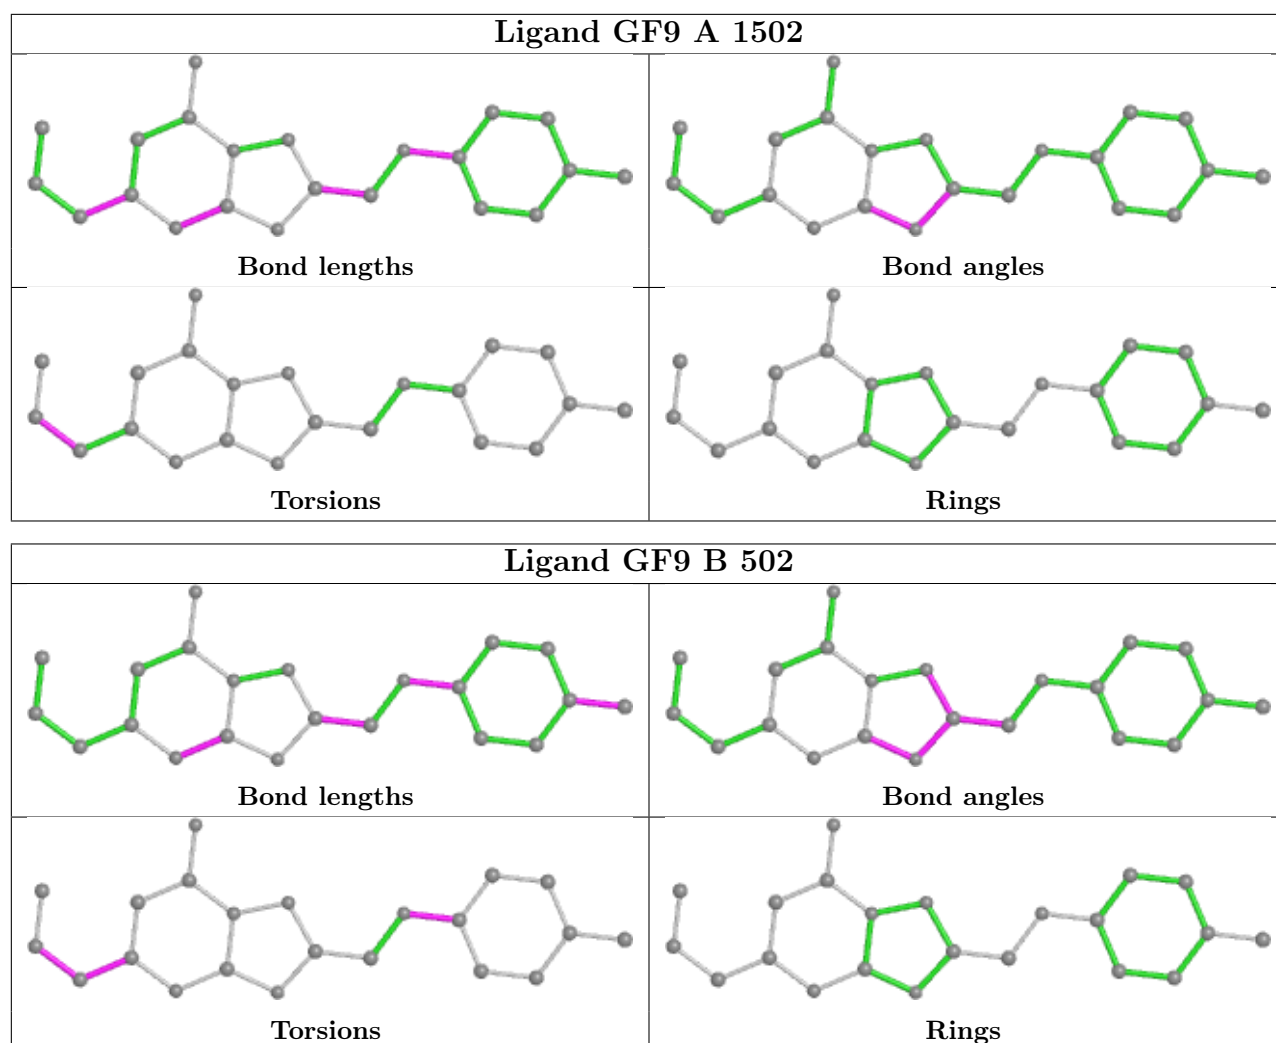 Ligand GF9 A 1502
Bond lengths
Bond angles
Torsions
Rings
Ligand GF9 B 502
Bond lengths
Bond angles
Torsions
Rings